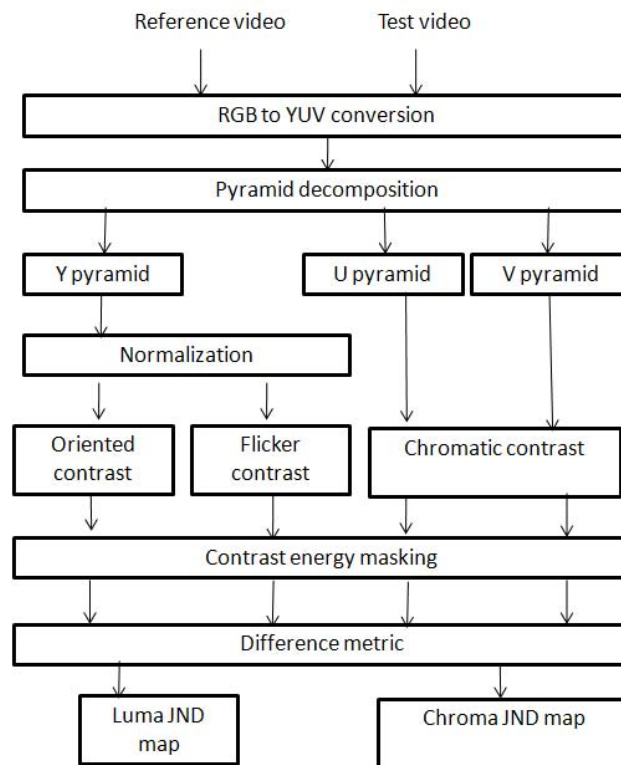 Reference video
Test video
RGB to YUV conversion
Pyramid decomposition
Y pyramid
U pyramid
V pyramid
Normalization
Oriented
contrast
Flicker
contrast
Chromatic contrast
Contrast energy masking
Difference metric
Luma JND
map
Chroma JND map